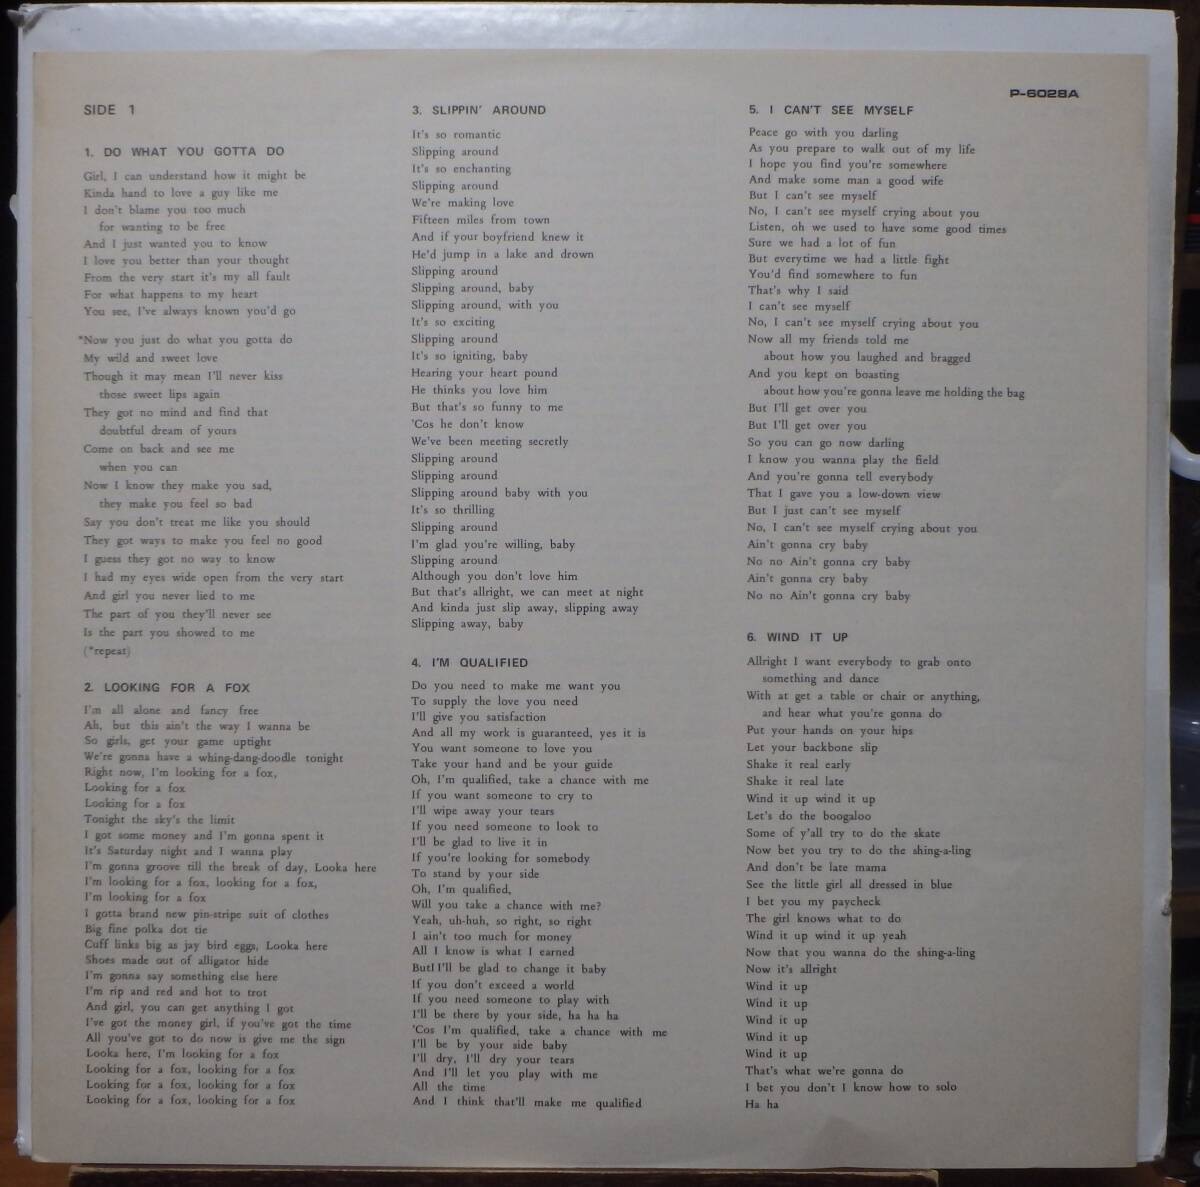 P-6028A
SIDE 1
1. DO WHAT YOU GOTTA DO
Girl, I can understand how it might be
Kinda hand to love a guy like me
I don't blame you too much
for wanting to be free
And I just wanted you to know
I love you better than your thought
From the very start it's my all fault
For what happens to my heart
You see, I've always known you'd go
*Now you just do what you gotta do
My wild and sweet love
Though it may mean I'll never kiss
those sweet lips again
They got no mind and find that
doubtful dream of yours
Come on back and see me
when you can
Now I know they make you sad,
they make you feel so bad
Say you don't treat me like you should
They got ways to make you feel no good
I guess they got no way to know
I had my eyes wide open from the very start
And girl you never lied to me
The part of you they'll never see
Is the part you showed to me
(*repeat)
2. LOOKING FOR A FOX
I'm all alone and fancy free
Ah, but this ain't the way I wanna be
So girls, get your game uptight
We're gonna have a whing-dang-doodle tonight
Right now, I'm looking for a fox,
Looking for a fox
Looking for a fox
Tonight the sky's the limit
I got some money and I'm gonna spent it
It's Saturday night and I wanna play
I'm gonna groove till the break of day, Looka here
I'm looking for a fox, looking for a fox,
I'm looking for a fox
I gotta brand new pin-stripe suit of clothes
Big fine polka dot tie
Cuff links big as jay bird eggs, Looka here
Shoes made out of alligator hide
I'm gonna say something else here
I'm rip and red and hot to trot
And girl, you can get anything I got
I've got the money girl, if you've got the time
All you've got to do now is give me the sign
Looka here, I'm looking for a fox
Looking for a fox, looking for a fox
Looking for a fox, looking for a fox
Looking for a fox, looking for a fox
3. SLIPPIN' AROUND
It's so romantic
Slipping around
It's so enchanting
Slipping around
We're making love
Fifteen miles from town
And if your boyfriend knew it
He'd jump in a lake and drown
Slipping around
Slipping around, baby
Slipping around, with you
It's so exciting
Slipping around
It's so igniting, baby
Hearing your heart pound
He thinks you love him
But that's so funny to me
'Cos he don't know
We've been meeting secretly
Slipping around
Slipping around
Slipping around baby with you
It's so thrilling
Slipping around
I'm glad you're willing, baby
Slipping around
Although you don't love him
But that's allright, we can meet at night
And kinda just slip away, slipping away
Slipping away, baby
4. I'M QUALIFIED
Do you need to make me want you
To supply the love you need
I'll give you satisfaction
And all my work is guaranteed, yes it is
You want someone to love you
Take your hand and be your guide
Oh, I'm qualified, take a chance with me
If you want someone to cry to
I'll wipe away your tears
If you need someone to look to
I'll be glad to live it in
If you're looking for somebody
To stand by your side
Oh, I'm qualified,
Will you take a chance with me?
Yeah, uh-huh, so right, so right
I ain't too much for money
All I know is what I earned
ButI I'll be glad to change it baby
If you don't exceed a world
If you need someone to play with
I'll be there by your side, ha ha ha
'Cos I'm qualified, take a chance with me
I'll be by your side baby
I'll dry, I'll dry your tears
And I'll let you play with me
All the time
And I think that'll make me qualified
5. I CAN'T SEE MYSELF
Peace go with you darling
As you prepare to walk out of my life
I hope you find you're somewhere
And make some man a good wife
But I can't see myself
No, I can't see myself crying about you
Listen, oh we used to have some good times
Sure we had a lot of fun
But everytime we had a little fight
You'd find somewhere to fun
That's why I said
I can't see myself
No, I can't see myself crying about you
Now all my friends told me
about how you laughed and bragged
And you kept on boasting
about how you're gonna leave me holding the bag
But I'll get over you
But I'll get over you
So you can go now darling
I know you wanna play the field
And you're gonna tell everybody
That I gave you a low-down view
But I just can't see myself
No, I can't see myself crying about you
Ain't gonna cry baby
No no Ain't gonna cry baby
Ain't gonna cry baby
No no Ain't gonna cry baby
6. WIND IT UP
Allright I want everybody to grab onto
something and dance
With at get a table or chair or anything,
and hear what you're gonna do
Put your hands on your hips
Let your backbone slip
Shake it real early
Shake it real late
Wind it up wind it up
Let's do the boogaloo
Some of y'all try to do the skate
Now bet you try to do the shing-a-ling
And don't be late mama
See the little girl all dressed in blue
I bet you my paycheck
The girl knows what to do
Wind it up wind it up yeah
Now that you wanna do the shing-a-ling
Now it's allright
Wind it up
Wind it up
Wind it up
Wind it up
Wind it up
That's what we're gonna do
I bet you don't I know how to solo
Ha ha